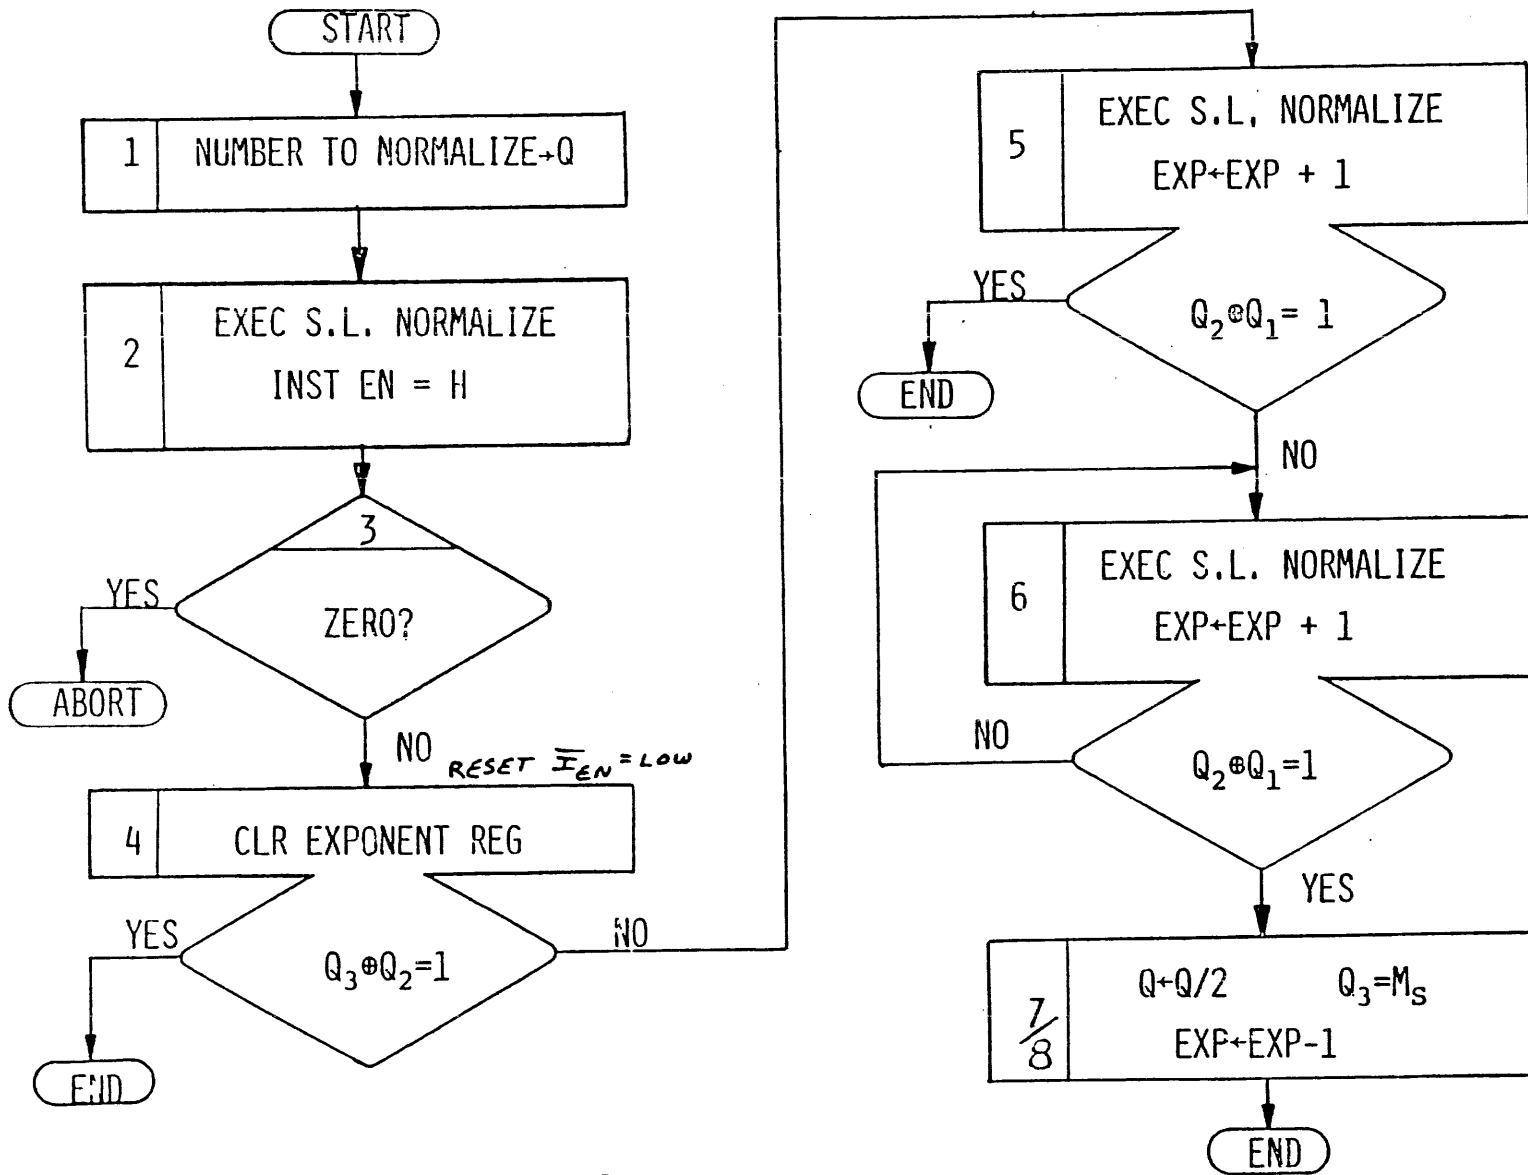 START
1 NUMBER TO NORMALIZE→Q
2 EXEC S.L. NORMALIZE
INST EN = H
3
ZERO?
YES
ABORT
NO
RESET I̅EN = LOW
4 CLR EXPONENT REG
YES
NO
Q₃⊕Q₂=1
END
5 EXEC S.L. NORMALIZE
EXP←EXP + 1
YES
Q₂⊕Q₁= 1
END
NO
6 EXEC S.L. NORMALIZE
EXP←EXP + 1
NO
Q₂⊕Q₁=1
YES
7/8 Q←Q/2 Q₃=MS
EXP←EXP-1
END